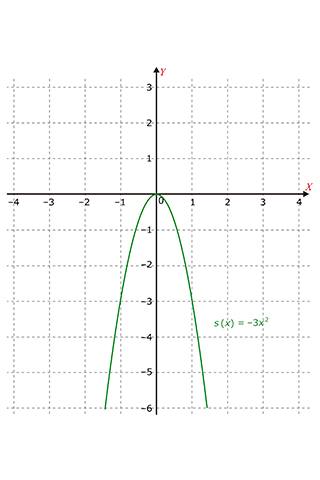 Y
3
2
1
X
–4 –3 –2 –1 0 1 2 3 4
–1
–2
–3
s (x) = –3x²
–4
–5
–6